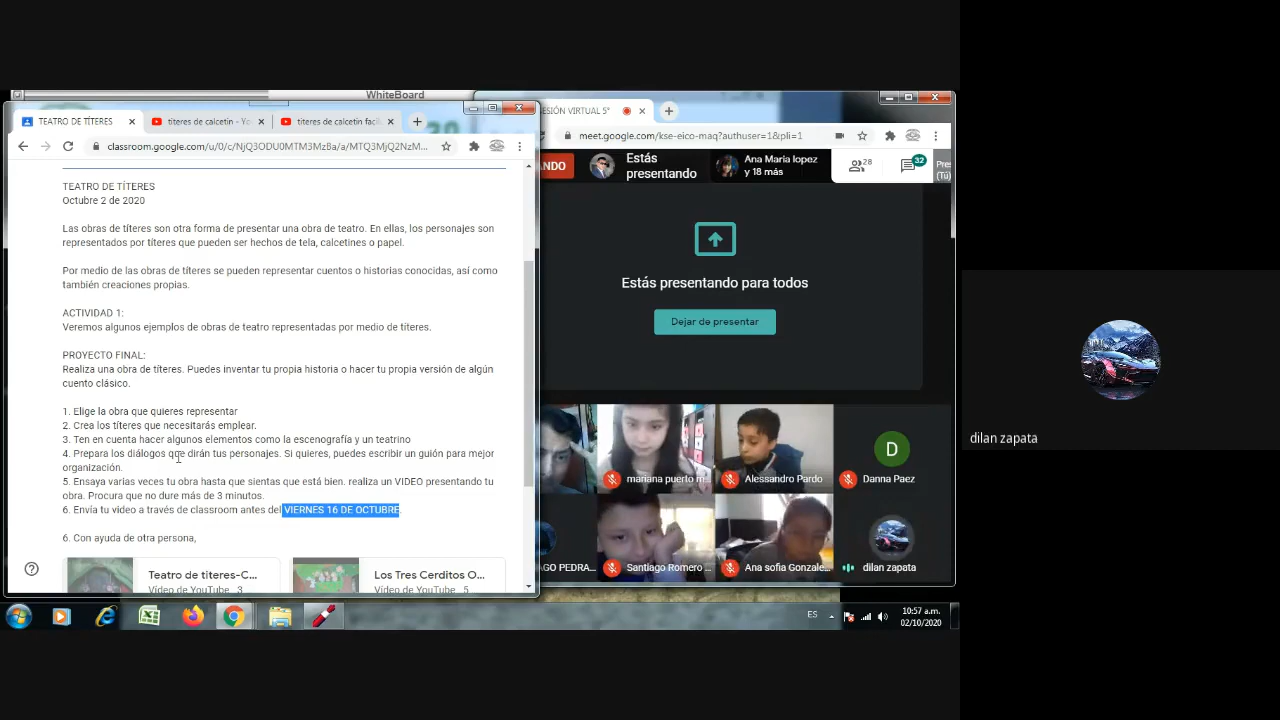 WhiteBoard
TEATRO DE TÍTERES
titeres de calcetin - Yo
titeres de calcetin facil
classroom.google.com/u/0/c/NjQ3ODU0MTM3MzBa/a/MTQ3MjQ2NzM...
TEATRO DE TÍTERES
Octubre 2 de 2020
Las obras de títeres son otra forma de presentar una obra de teatro. En ellas, los personajes son
representados por títeres que pueden ser hechos de tela, calcetines o papel.
Por medio de las obras de títeres se pueden representar cuentos o historias conocidas, así como
también creaciones propias.
ACTIVIDAD 1:
Veremos algunos ejemplos de obras de teatro representadas por medio de títeres.
PROYECTO FINAL:
Realiza una obra de títeres. Puedes inventar tu propia historia o hacer tu propia versión de algún
cuento clásico.
1. Elige la obra que quieres representar
2. Crea los títeres que necesitarás emplear.
3. Ten en cuenta hacer algunos elementos como la escenografía y un teatrino
4. Prepara los diálogos que dirán tus personajes. Si quieres, puedes escribir un guión para mejor
organización.
5. Ensaya varias veces tu obra hasta que sientas que está bien. realiza un VIDEO presentando tu
obra. Procura que no dure más de 3 minutos.
6. Envía tu video a través de classroom antes del VIERNES 16 DE OCTUBRE.
6. Con ayuda de otra persona,
Teatro de titeres-C...
Vídeo de YouTube 3
Los Tres Cerditos O...
Vídeo de YouTube 5
ESIÓN VIRTUAL 5°
meet.google.com/kse-eico-maq?authuser=1&pli=1
ANDO
Estás
presentando
Ana María lopez
y 18 más
28
32
Pres
(Tú)
Estás presentando para todos
Dejar de presentar
mariana puerto m...
Alessandro Pardo
D
Danna Paez
AGO PEDRA...
Santiago Romero
Ana sofia Gonzale...
dilan zapata
ES
10:57 a.m.
02/10/2020
dilan zapata